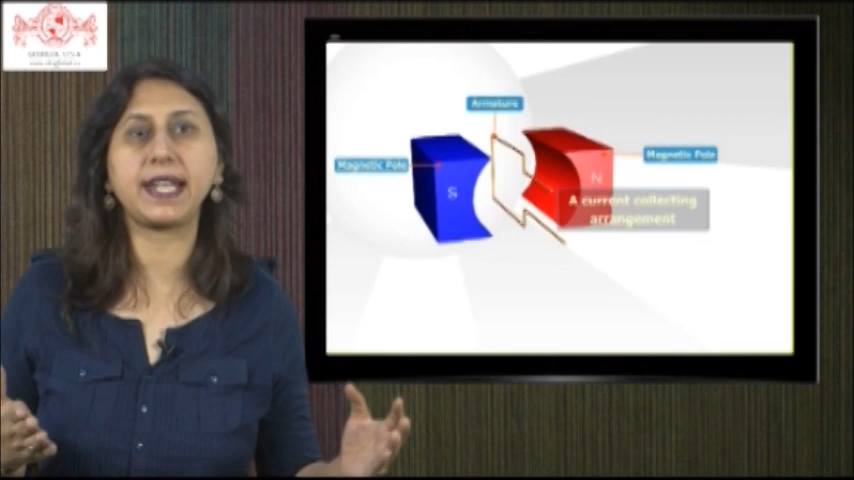 Armature
Magnetic Pole
Magnetic Pole
S
N
A current collecting
arrangement